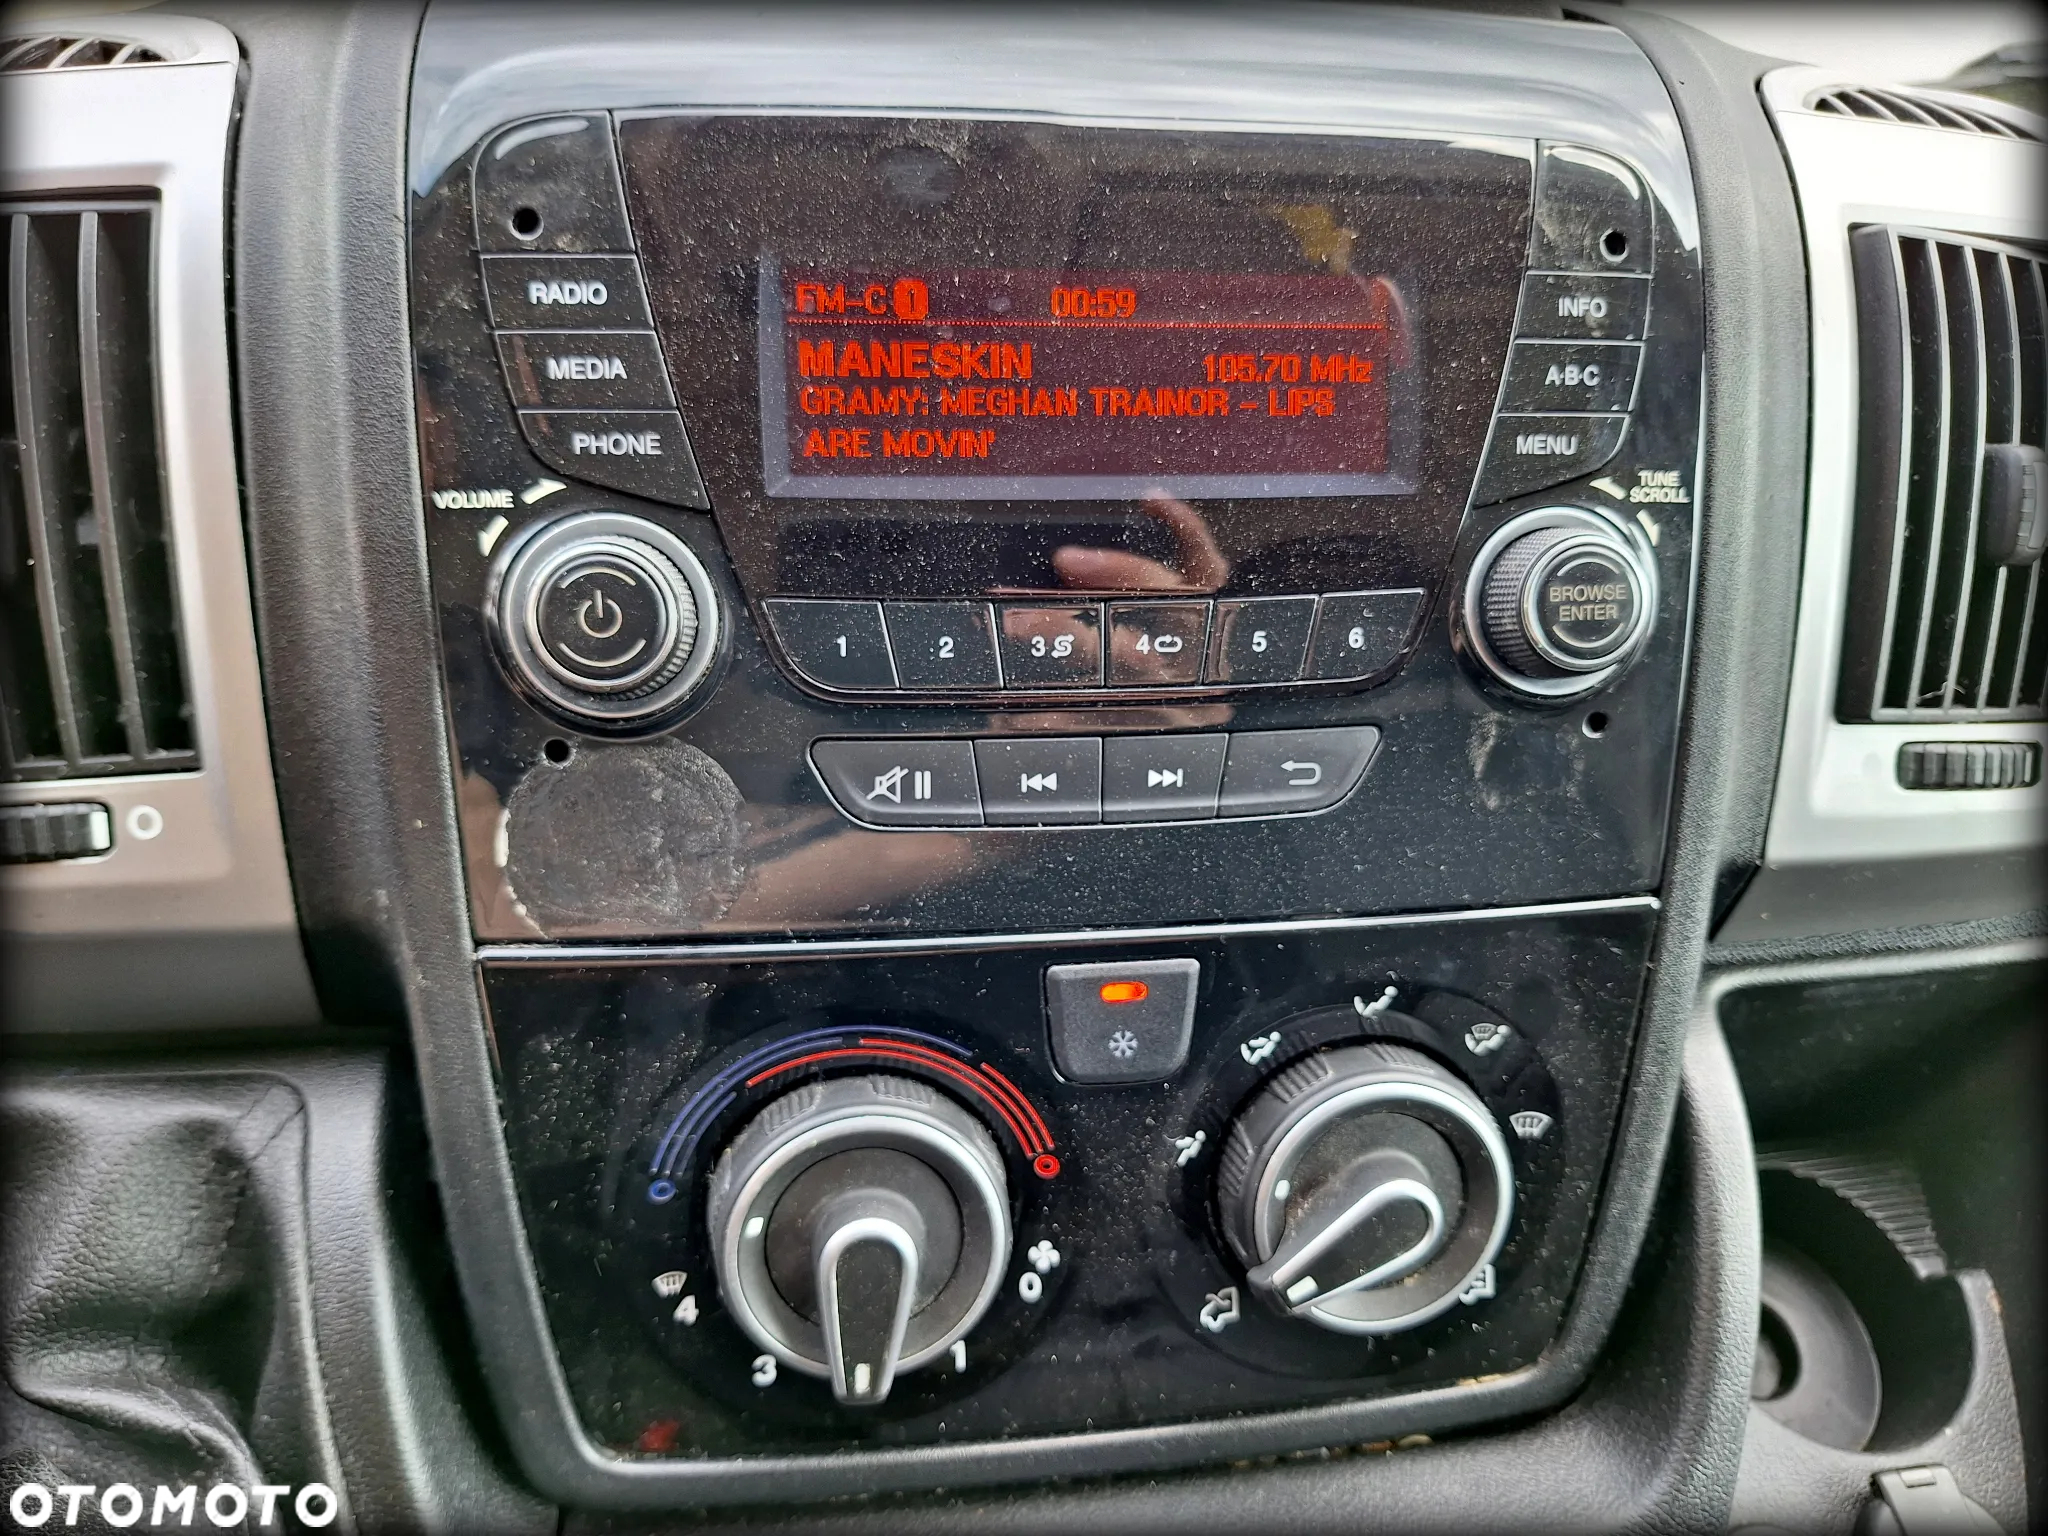 FM-C 1 00:59
MANESKIN 105.70 MHz
GRAMY: MEGHAN TRAINOR - LIPS
ARE MOVIN'
RADIO
MEDIA
PHONE
VOLUME
INFO
A·B·C
MENU
TUNE
SCROLL
BROWSE
ENTER
1 2 3 4 5 6
0
1
3
4
OTOMOTO